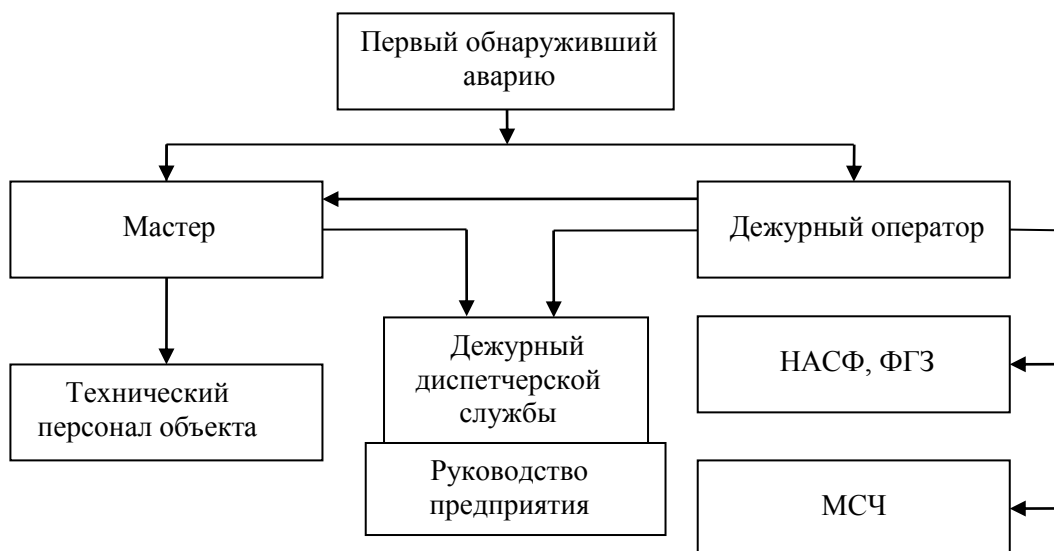 Первый обнаруживший
аварию
Мастер
Дежурный оператор
Дежурный
диспетчерской
службы
НАСФ, ФГЗ
Технический
персонал объекта
Руководство
предприятия
МСЧ